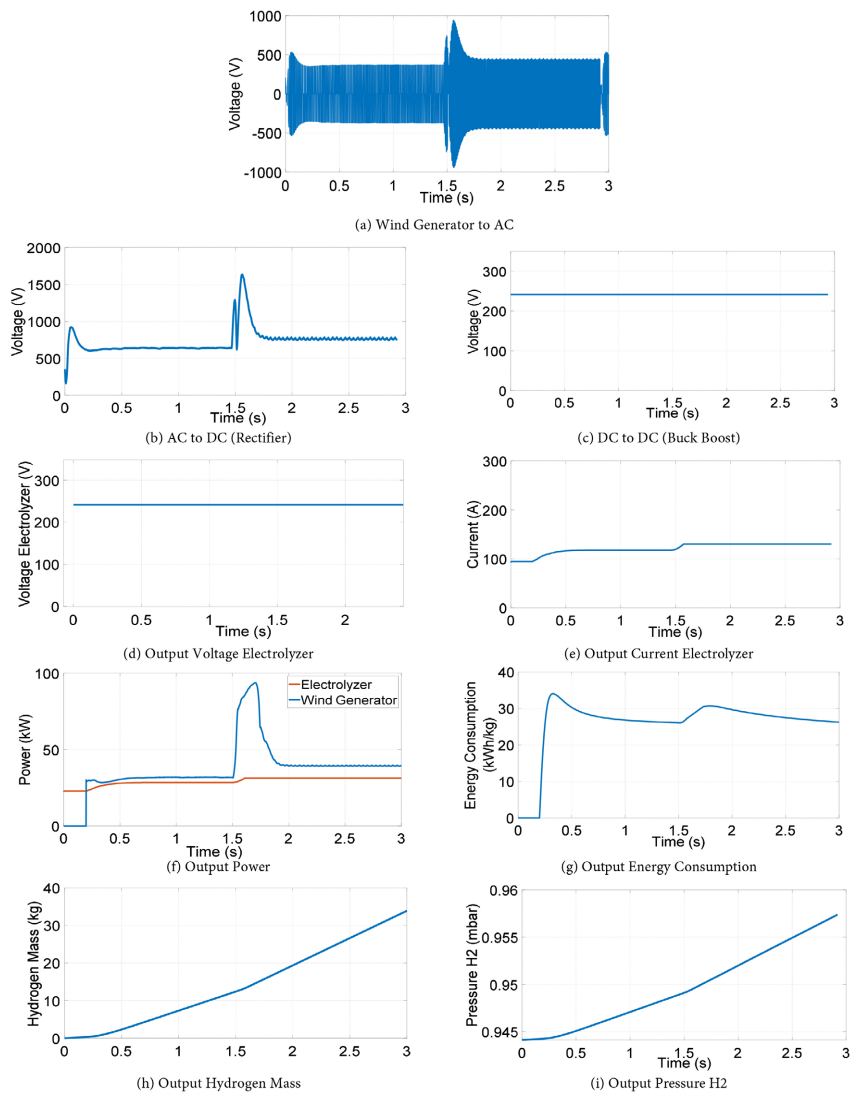 1000
500
0
-500
-1000
Voltage (V)
0 0.5 1 1.5 2 2.5 3
Time (s)
(a) Wind Generator to AC
2000
1500
1000
500
0
Voltage (V)
0 0.5 1 1.5 2 2.5 3
Time (s)
(b) AC to DC (Rectifier)
300
200
100
0
Voltage (V)
0 0.5 1 1.5 2 2.5 3
Time (s)
(c) DC to DC (Buck Boost)
300
200
100
0
Voltage Electrolyzer (V)
0 0.5 1 1.5 2
Time (s)
(d) Output Voltage Electrolyzer
300
200
100
0
Current (A)
0 0.5 1 1.5 2 2.5 3
Time (s)
(e) Output Current Electrolyzer
100
50
0
Power (kW)
Electrolyzer
Wind Generator
0 0.5 1 1.5 2 2.5 3
Time (s)
(f) Output Power
40
30
20
10
0
Energy Consumption
(kWh/kg)
0 0.5 1 1.5 2 2.5 3
Time (s)
(g) Output Energy Consumption
40
30
20
10
0
Hydrogen Mass (kg)
0 0.5 1 1.5 2 2.5 3
Time (s)
(h) Output Hydrogen Mass
0.96
0.955
0.95
0.945
Pressure H2 (mbar)
0 0.5 1 1.5 2 2.5 3
Time (s)
(i) Output Pressure H2